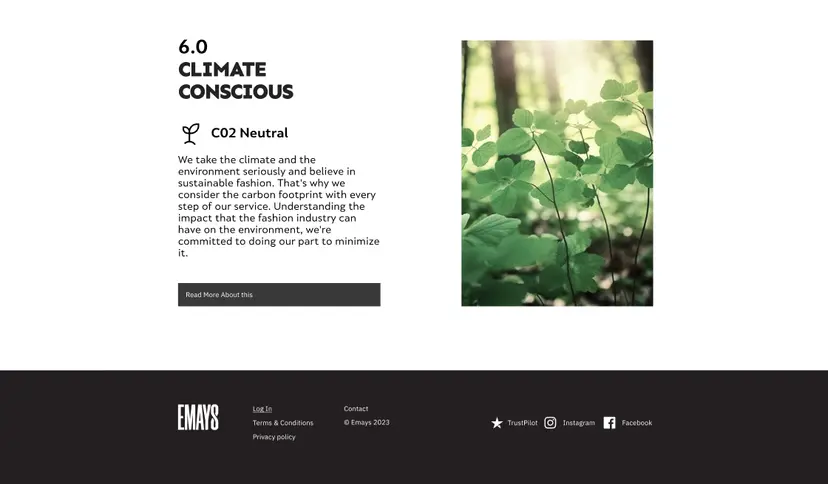 6.0
CLIMATE
CONSCIOUS
C02 Neutral
We take the climate and the
environment seriously and believe in
sustainable fashion. That's why we
consider the carbon footprint with every
step of our service. Understanding the
impact that the fashion industry can
have on the environment, we're
committed to doing our part to minimize
it.
Read More About this
EMAYS
Log In
Terms & Conditions
Privacy policy
Contact
© Emays 2023
TrustPilot
Instagram
Facebook